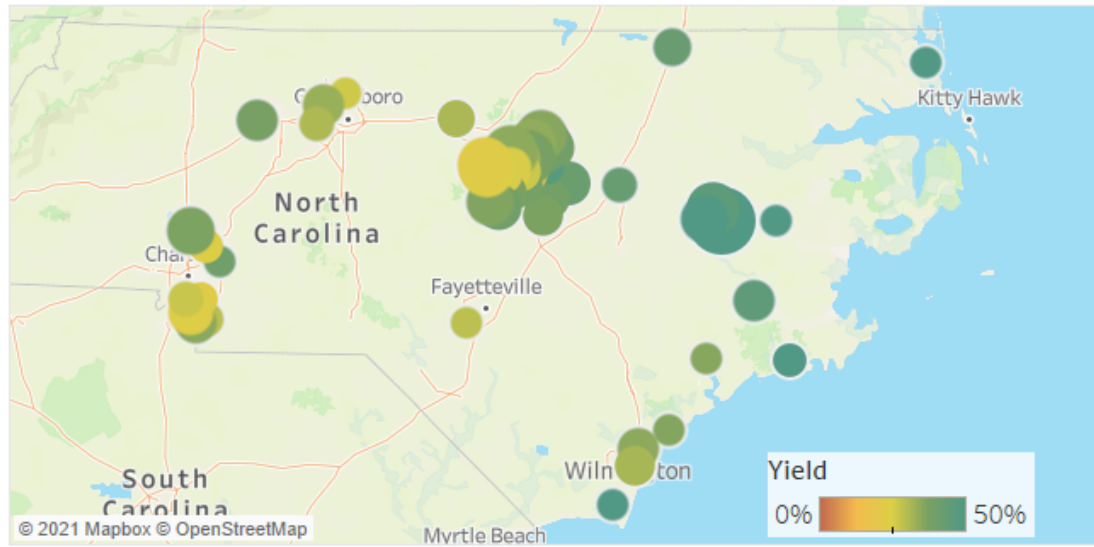 Kitty Hawk
North
Carolina
Fayetteville
Yield
South
Carolina
0%
50%
© 2021 Mapbox © OpenStreetMap
Myrtle Beach